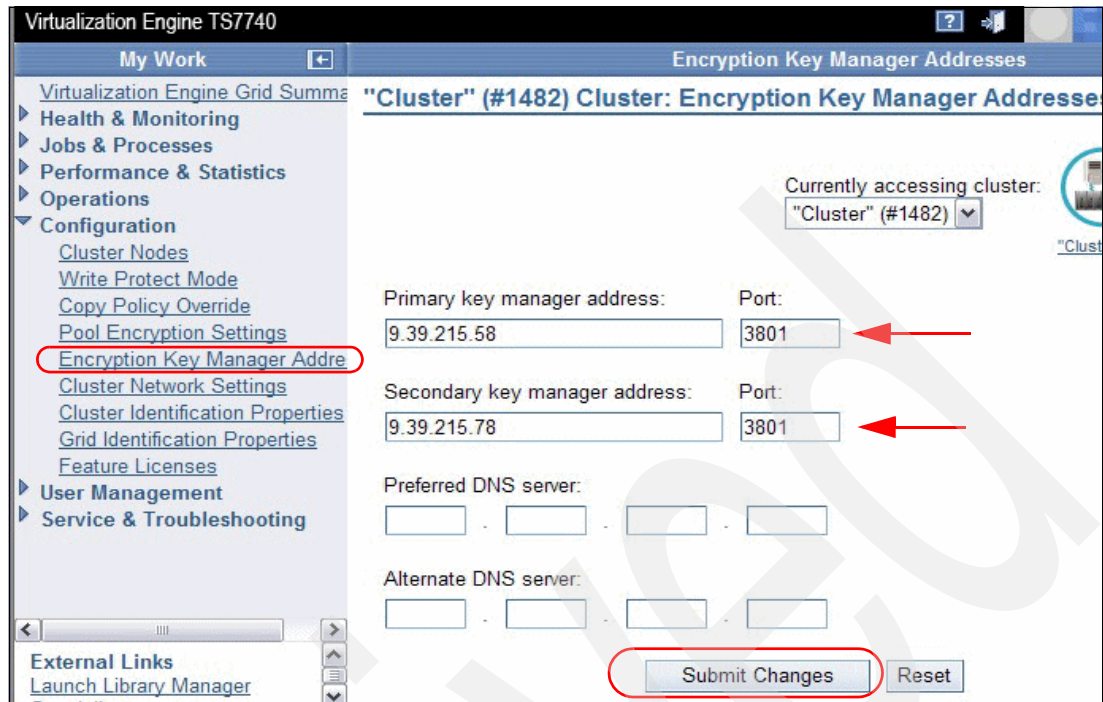 Virtualization Engine TS7740
?
My Work
Virtualization Engine Grid Summa
Health & Monitoring
Jobs & Processes
Performance & Statistics
Operations
Configuration
Cluster Nodes
Write Protect Mode
Copy Policy Override
Pool Encryption Settings
Encryption Key Manager Addre
Cluster Network Settings
Cluster Identification Properties
Grid Identification Properties
Feature Licenses
User Management
Service & Troubleshooting
External Links
Launch Library Manager
Encryption Key Manager Addresses
"Cluster" (#1482) Cluster: Encryption Key Manager Addresses
Currently accessing cluster:
"Cluster" (#1482)
"Clust
Primary key manager address: Port:
9.39.215.58 3801
Secondary key manager address: Port:
9.39.215.78 3801
Preferred DNS server:
. . .
Alternate DNS server:
. . .
Submit Changes Reset